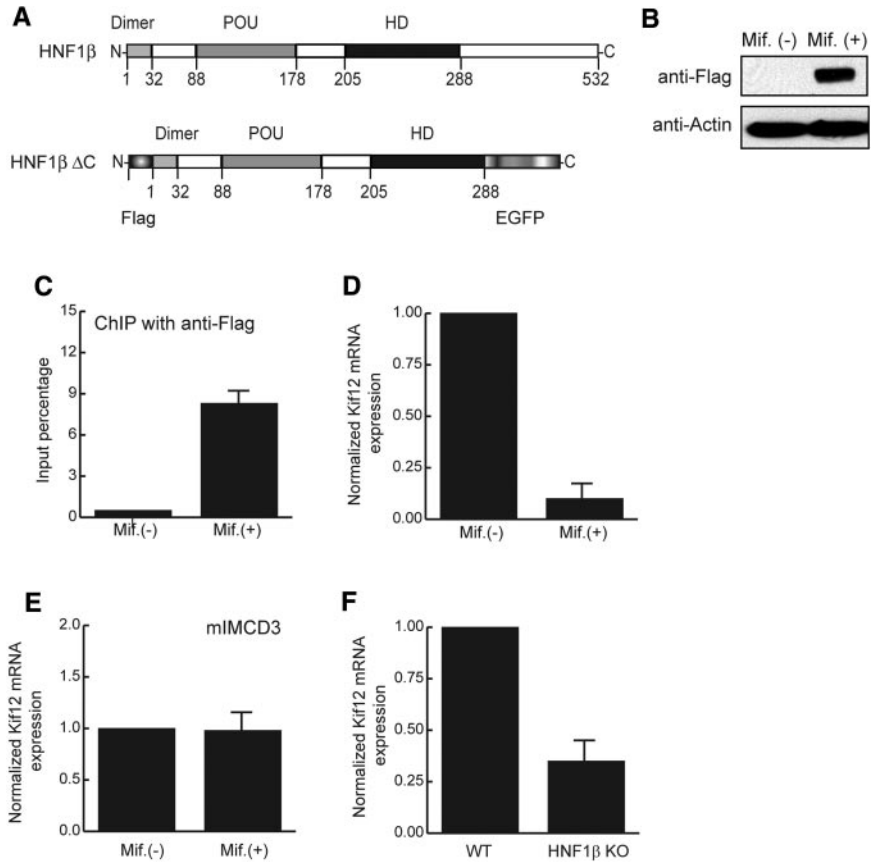 A
Dimer POU HD
HNF1β N- -C
1 32 88 178 205 288 532
Dimer POU HD
HNF1β ΔC N- -C
1 32 88 178 205 288
Flag EGFP
B
Mif. (-) Mif. (+)
anti-Flag
anti-Actin
C
ChIP with anti-Flag
Input percentage
15
12
9
6
3
0
Mif.(-) Mif.(+)
D
Normalized Kif12 mRNA
expression
1.00
0.75
0.50
0.25
0.00
Mif.(-) Mif.(+)
E
mIMCD3
Normalized Kif12 mRNA
expression
2.0
1.5
1.0
0.5
0.0
Mif.(-) Mif.(+)
F
Normalized Kif12 mRNA
expression
1.00
0.75
0.50
0.25
0.00
WT HNF1β KO